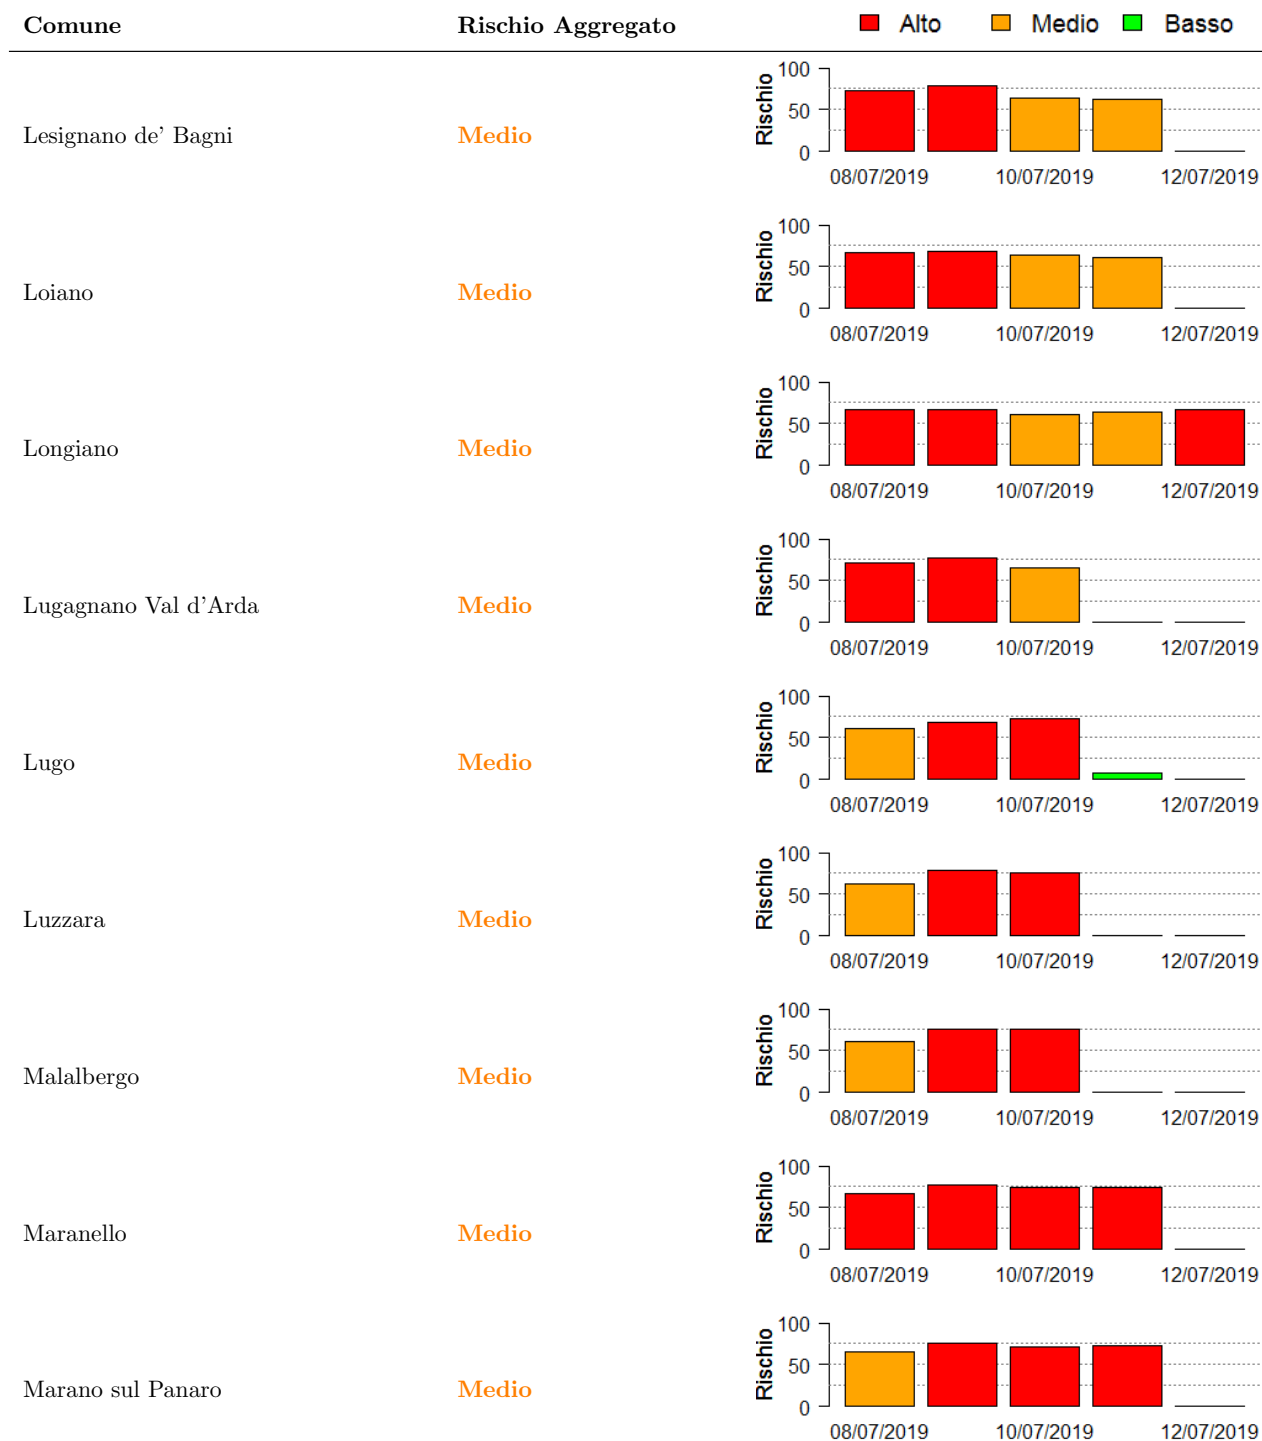 Comune Rischio Aggregato Alto Medio Basso
Lesignano de' Bagni Medio Rischio 100 50 0
08/07/2019 10/07/2019 12/07/2019
Loiano Medio Rischio 100 50 0
08/07/2019 10/07/2019 12/07/2019
Longiano Medio Rischio 100 50 0
08/07/2019 10/07/2019 12/07/2019
Lugagnano Val d'Arda Medio Rischio 100 50 0
08/07/2019 10/07/2019 12/07/2019
Lugo Medio Rischio 100 50 0
08/07/2019 10/07/2019 12/07/2019
Luzzara Medio Rischio 100 50 0
08/07/2019 10/07/2019 12/07/2019
Malalbergo Medio Rischio 100 50 0
08/07/2019 10/07/2019 12/07/2019
Maranello Medio Rischio 100 50 0
08/07/2019 10/07/2019 12/07/2019
Marano sul Panaro Medio Rischio 100 50 0
08/07/2019 10/07/2019 12/07/2019